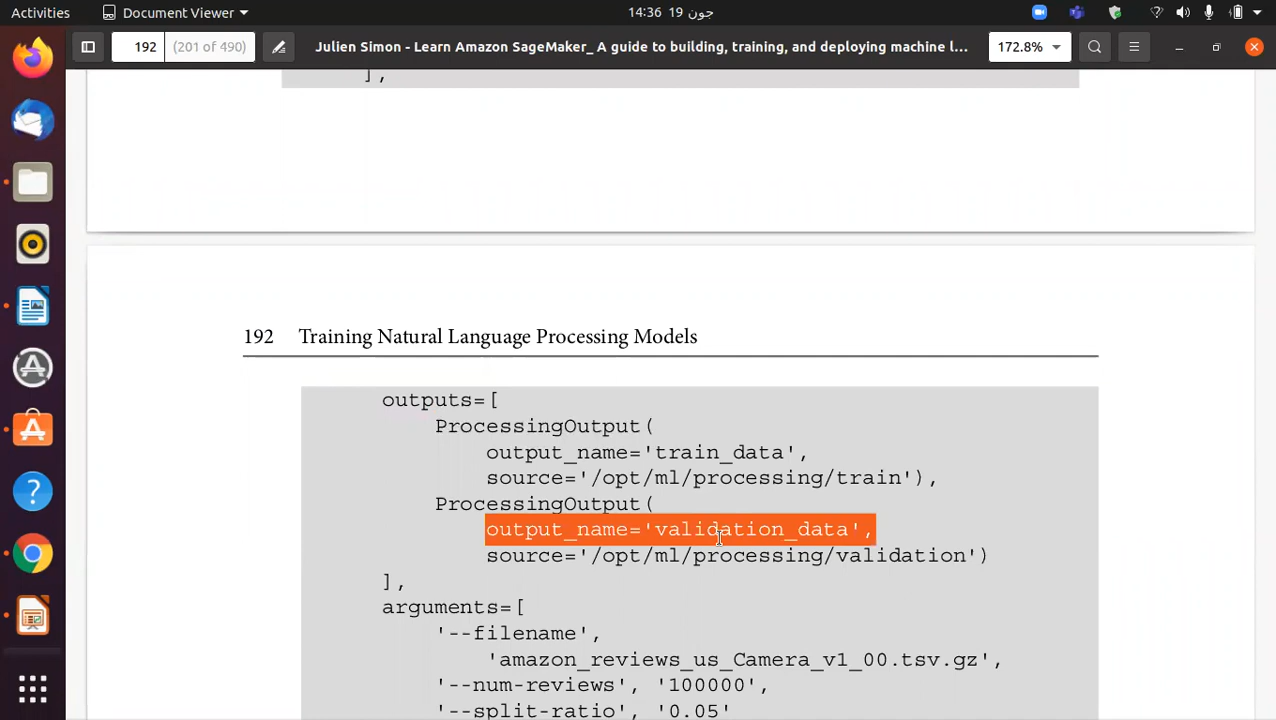 Activities
Document Viewer
14:36 19 جون
192
(201 of 490)
Julien Simon - Learn Amazon SageMaker_ A guide to building, training, and deploying machine l...
172.8%
],
192 Training Natural Language Processing Models
outputs=[
ProcessingOutput(
output_name='train_data',
source='/opt/ml/processing/train'),
ProcessingOutput(
output_name='validation_data',
source='/opt/ml/processing/validation')
],
arguments=[
'--filename',
'amazon_reviews_us_Camera_v1_00.tsv.gz',
'--num-reviews', '100000',
'--split-ratio', '0.05'